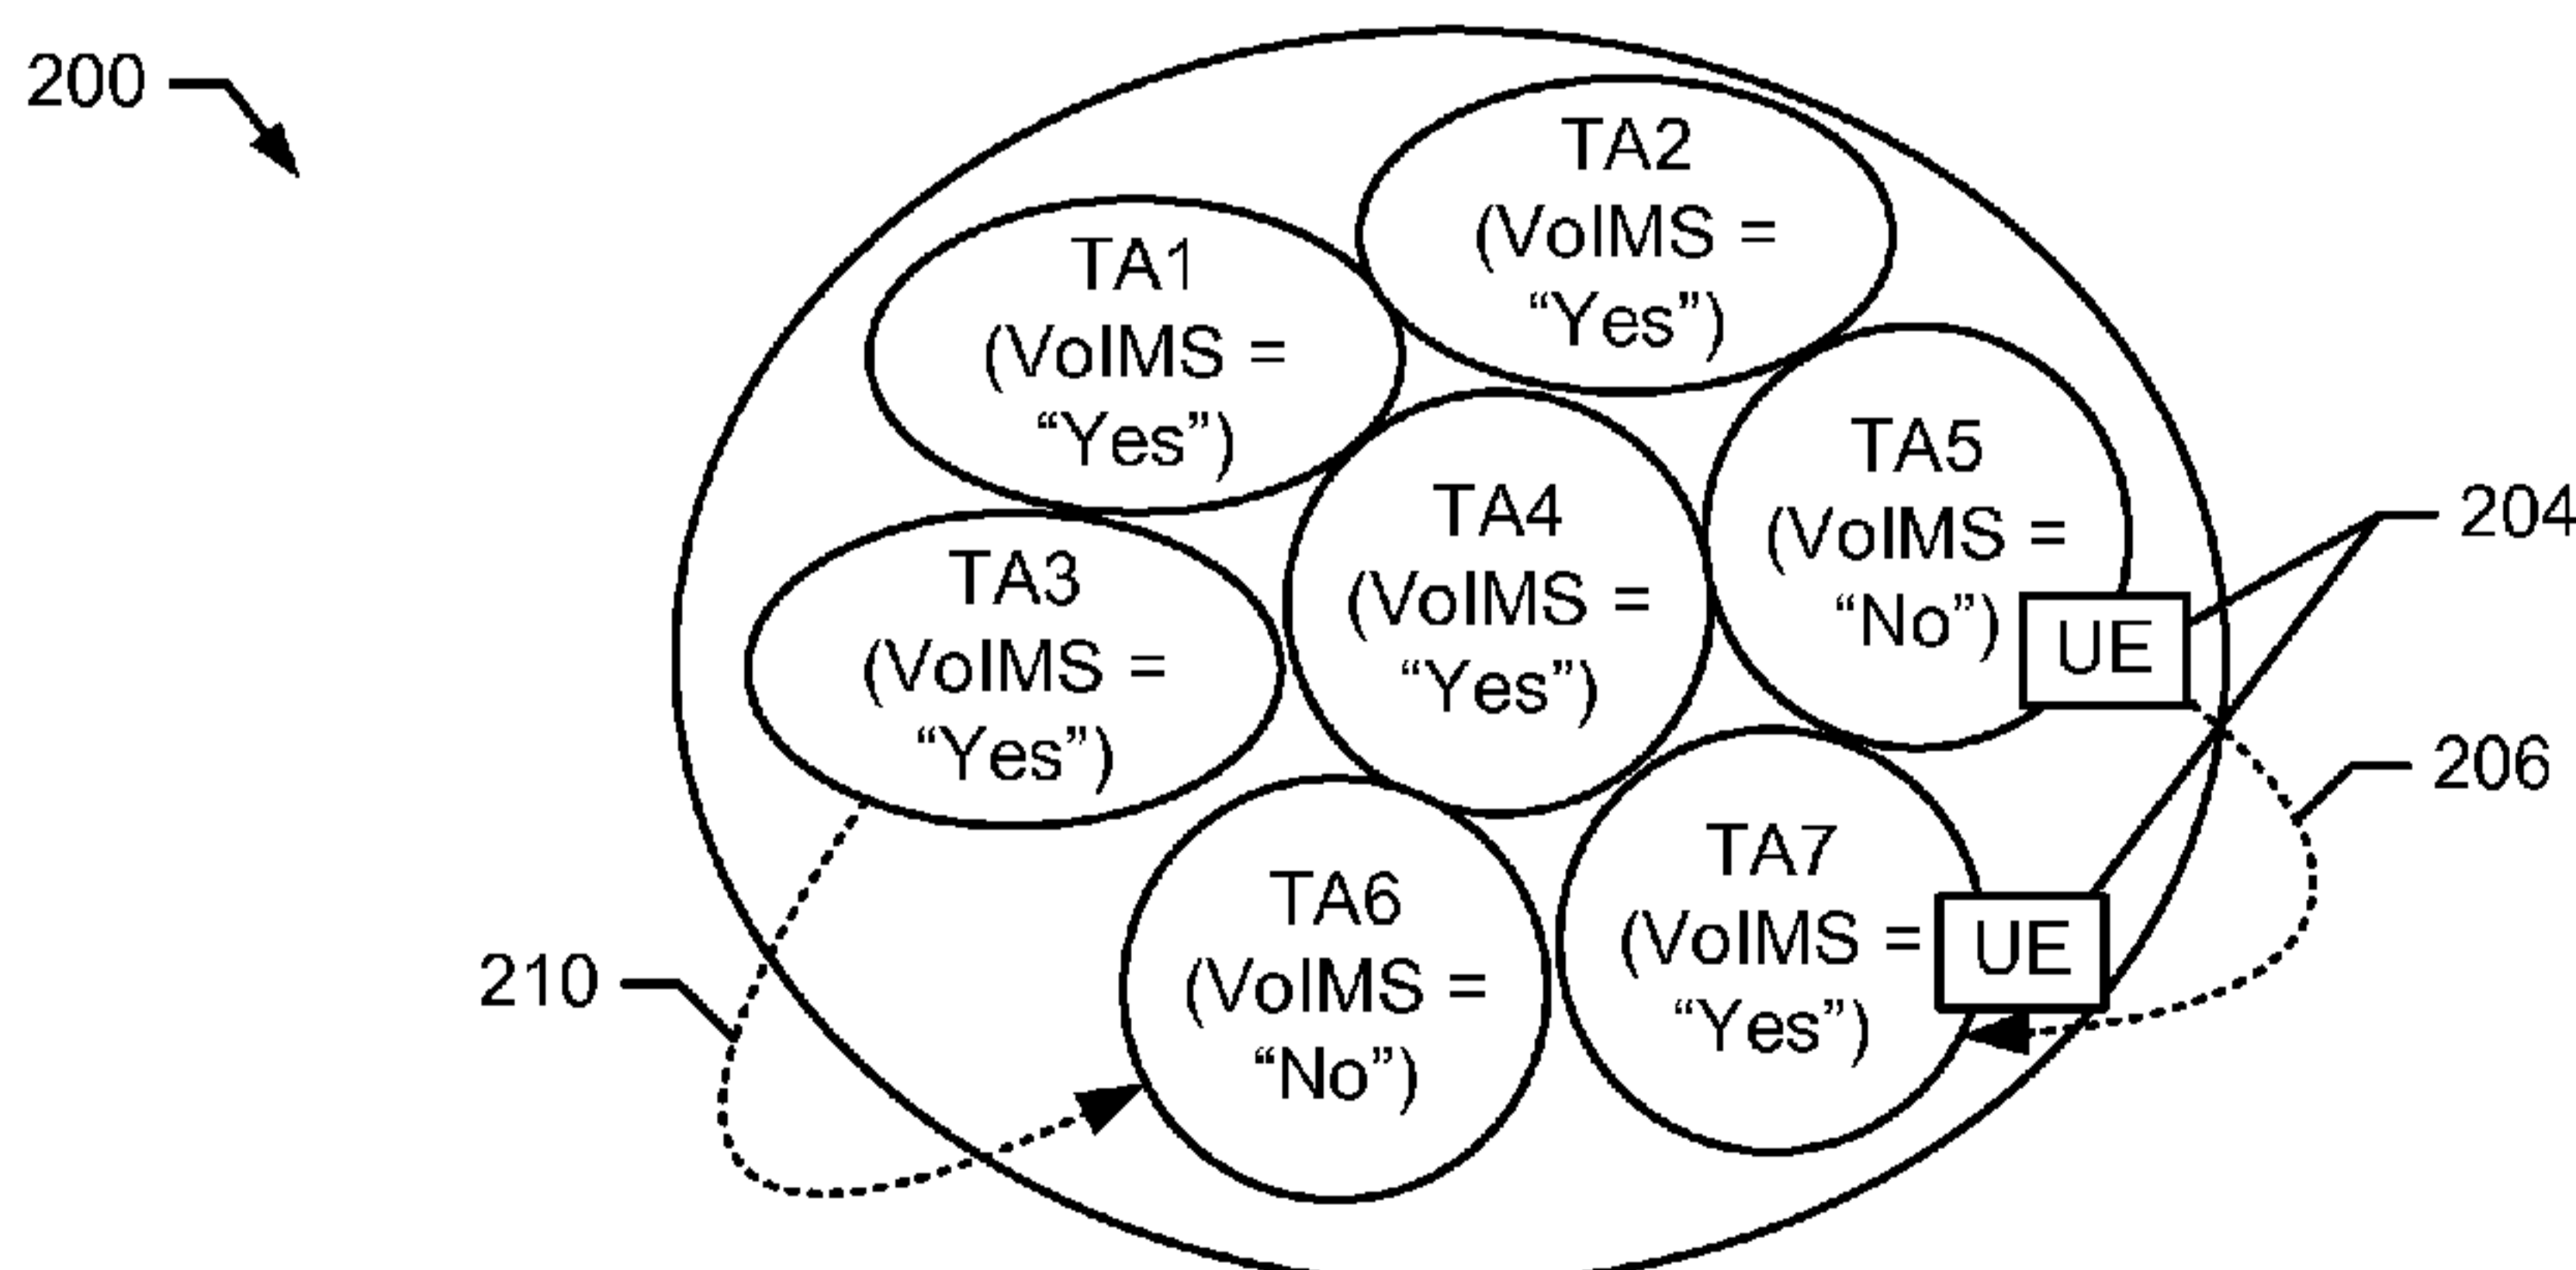 200
TA2
(VoIMS =
“Yes”)
TA1
(VoIMS =
“Yes”)
TA5
(VoIMS =
“No”)
TA4
(VoIMS =
“Yes”)
204
TA3
(VoIMS =
“Yes”)
UE
206
TA7
(VoIMS =
“Yes”)
UE
TA6
(VoIMS =
“No”)
210